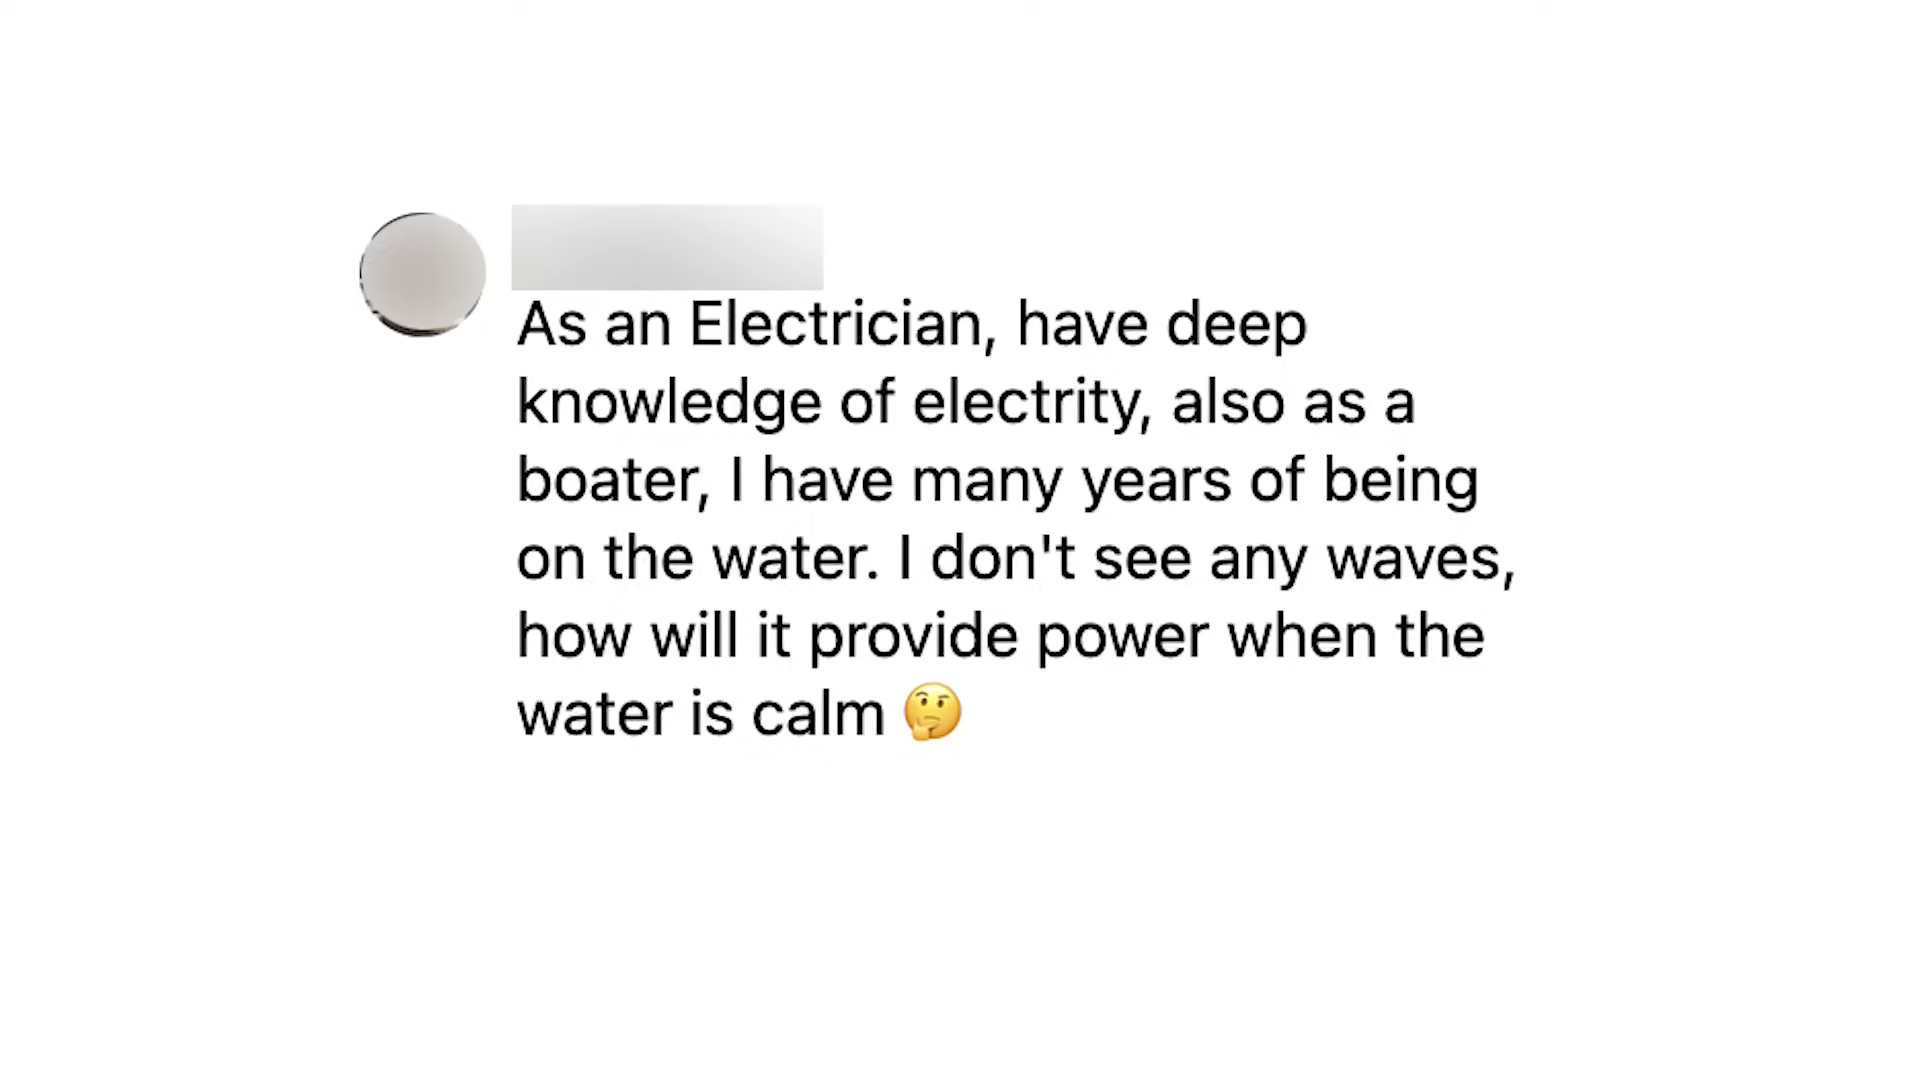 As an Electrician, have deep
knowledge of electrity, also as a
boater, I have many years of being
on the water. I don't see any waves,
how will it provide power when the
water is calm 🤔